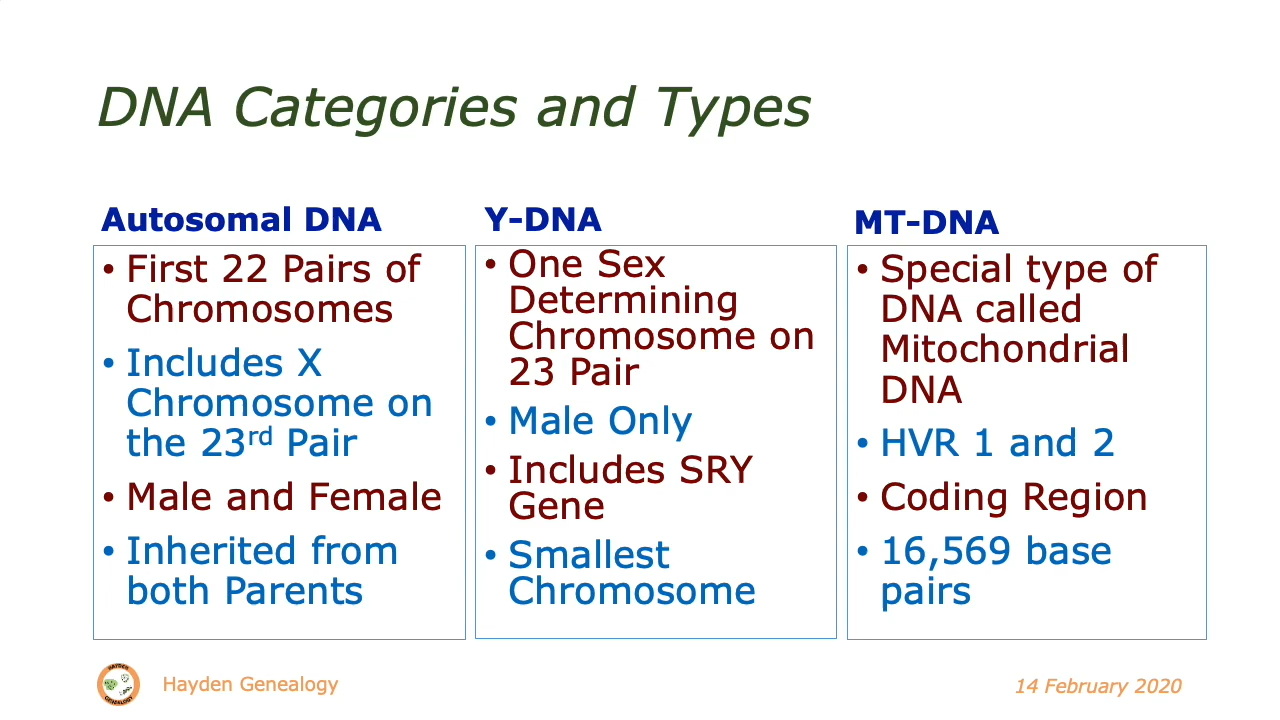 DNA Categories and Types
Autosomal DNA
• First 22 Pairs of
Chromosomes
• Includes X
Chromosome on
the 23rd Pair
• Male and Female
• Inherited from
both Parents
Y-DNA
• One Sex
Determining
Chromosome on
23 Pair
• Male Only
• Includes SRY
Gene
• Smallest
Chromosome
MT-DNA
• Special type of
DNA called
Mitochondrial
DNA
• HVR 1 and 2
• Coding Region
• 16,569 base
pairs
HAYDEN
GENEALOGY
Hayden Genealogy
14 February 2020